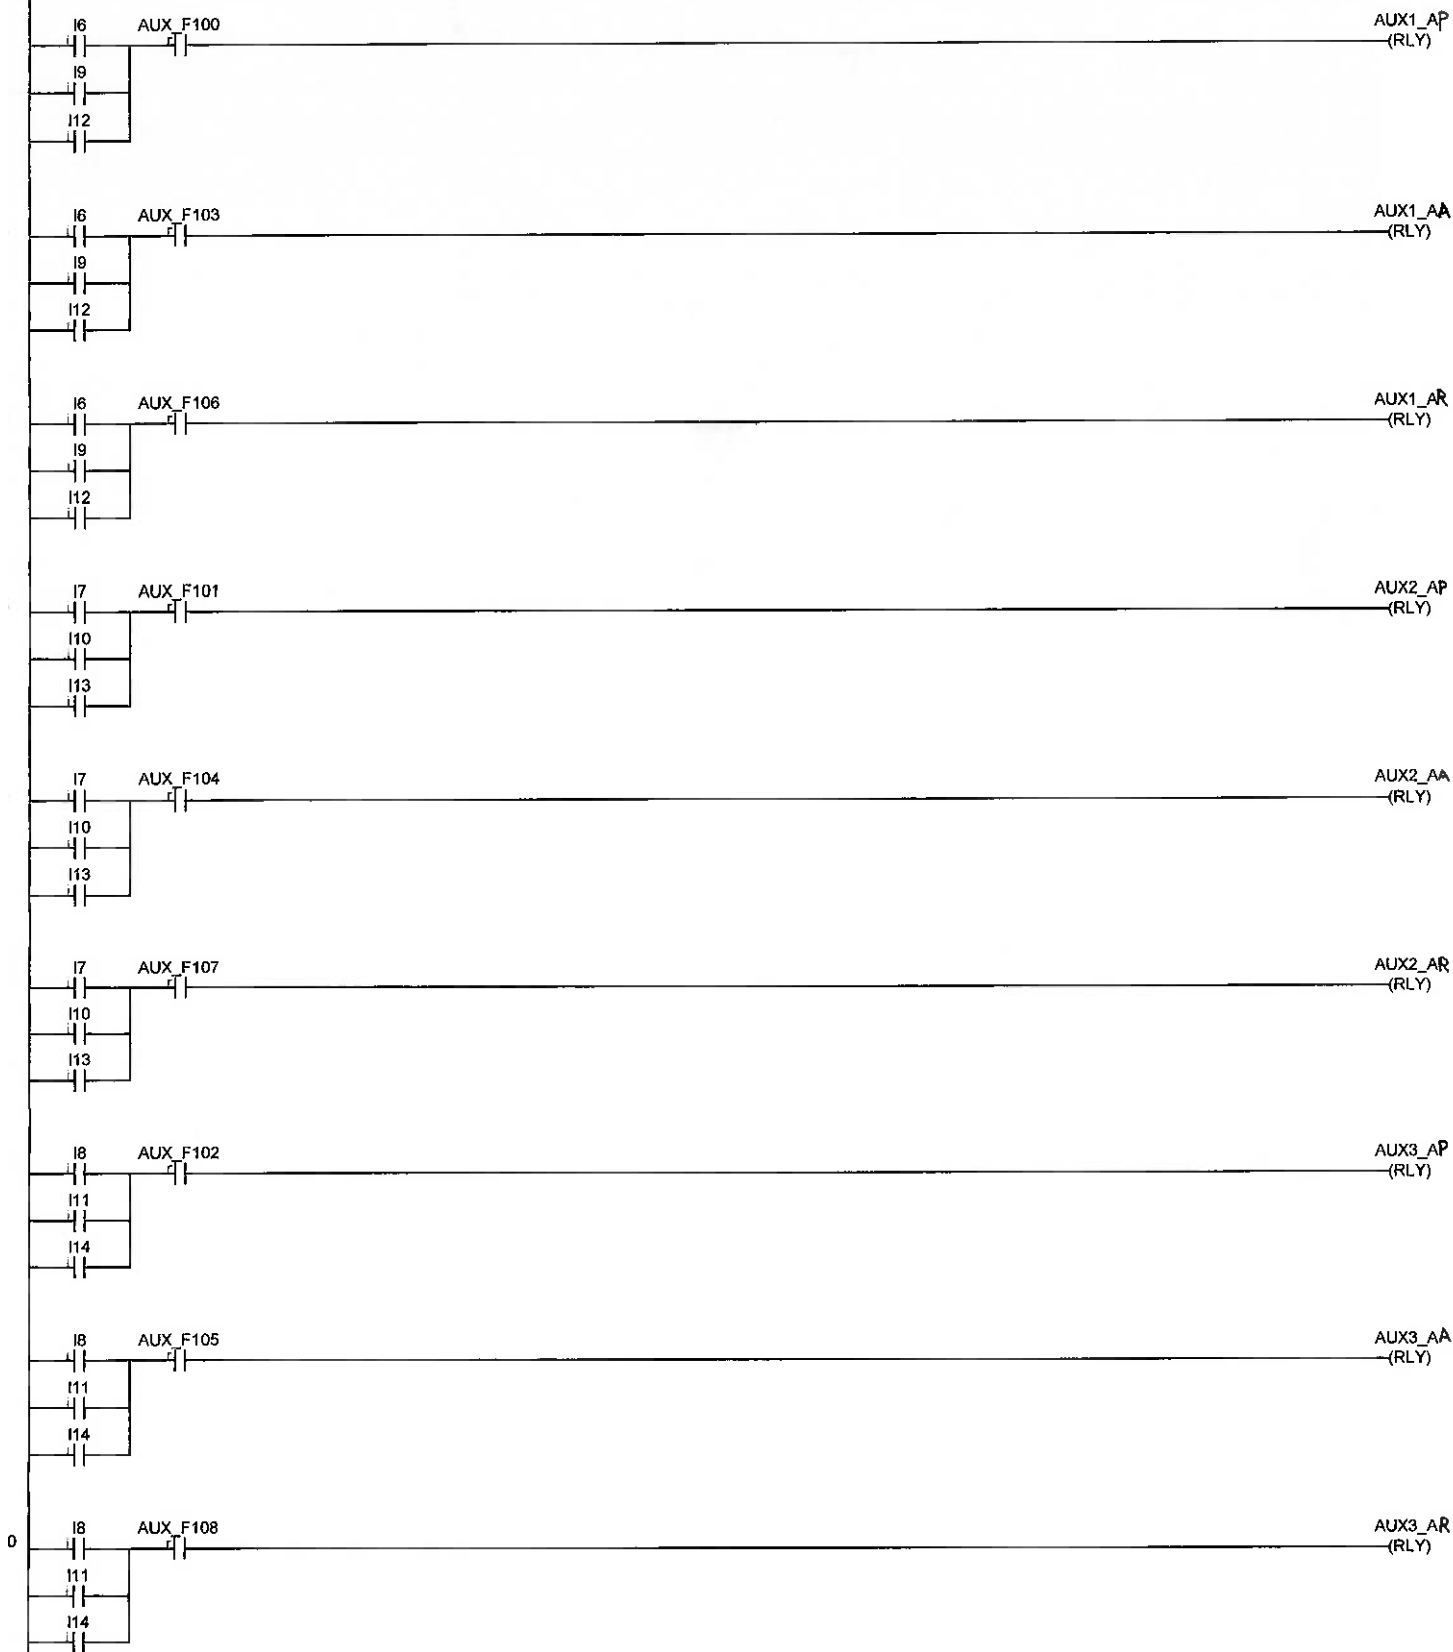 I6 AUX_F100 AUX1_AP
(RLY)
I9
I12
I6 AUX_F103 AUX1_AA
(RLY)
I9
I12
I6 AUX_F106 AUX1_AR
(RLY)
I9
I12
I7 AUX_F101 AUX2_AP
(RLY)
I10
I13
I7 AUX_F104 AUX2_AA
(RLY)
I10
I13
I7 AUX_F107 AUX2_AR
(RLY)
I10
I13
I8 AUX_F102 AUX3_AP
(RLY)
I11
I14
I8 AUX_F105 AUX3_AA
(RLY)
I11
I14
I8 AUX_F108 AUX3_AR
0 (RLY)
I11
I14